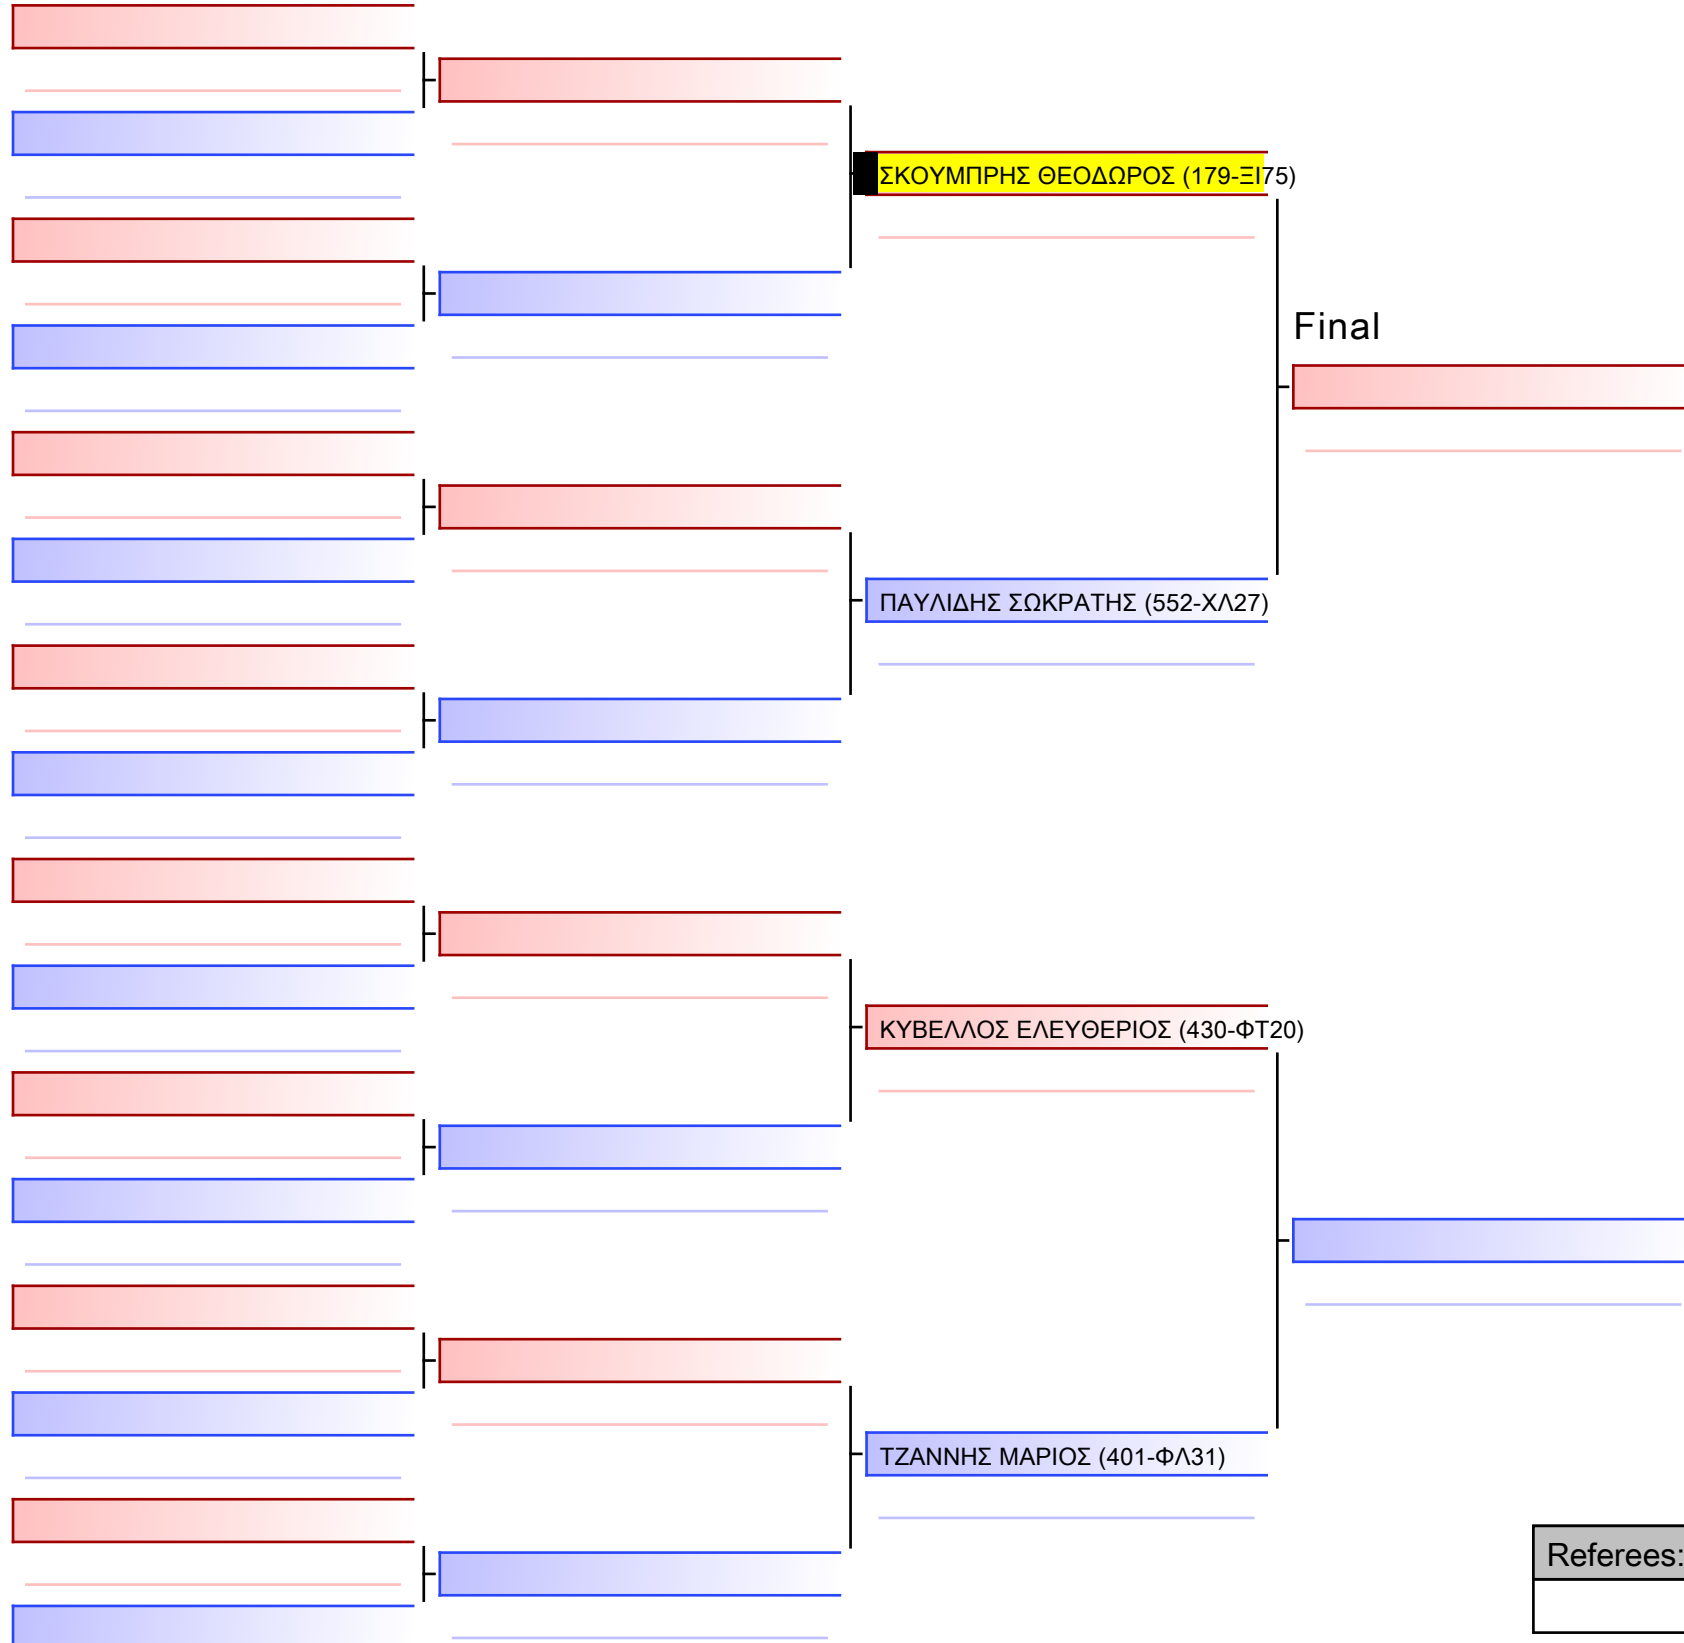 ΣΚΟΥΜΠΡΗΣ ΘΕΟΔΩΡΟΣ (179-ΞΙ75)
Final
ΠΑΥΛΙΔΗΣ ΣΩΚΡΑΤΗΣ (552-ΧΛ27)
ΚΥΒΕΛΛΟΣ ΕΛΕΥΘΕΡΙΟΣ (430-ΦΤ20)
ΤΖΑΝΝΗΣ ΜΑΡΙΟΣ (401-ΦΛ31)
Referees: